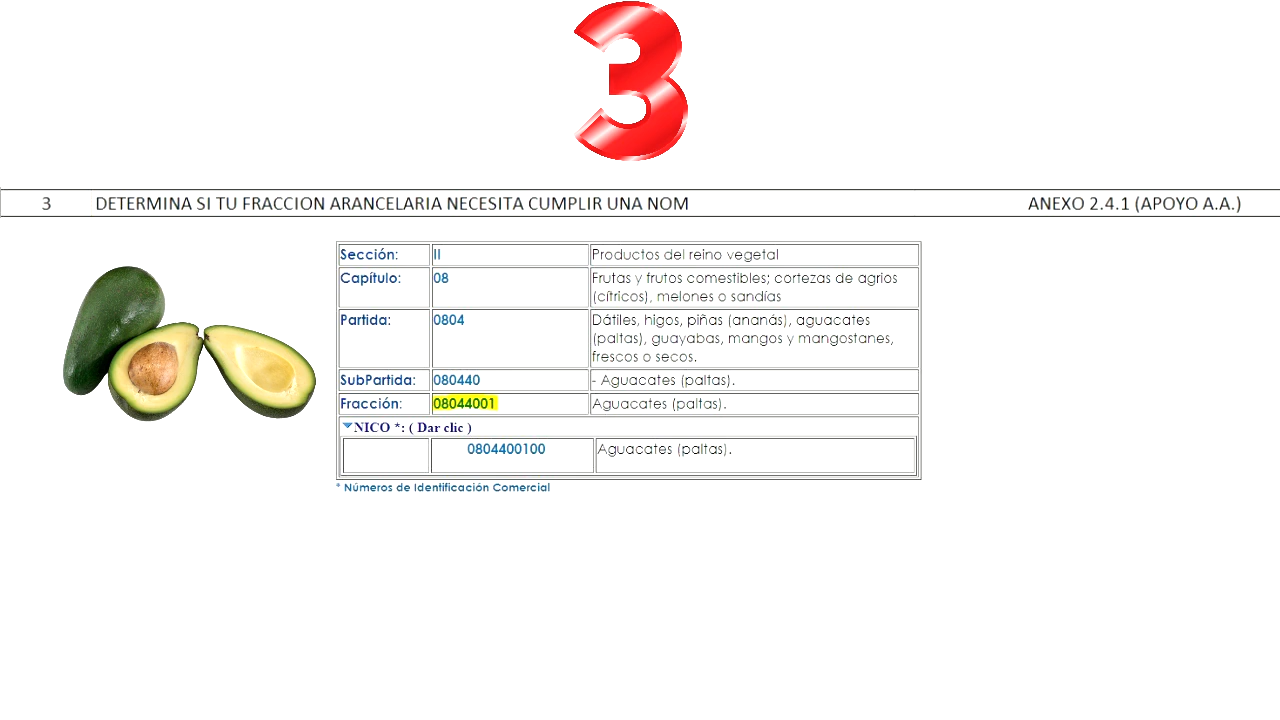 3
3 DETERMINA SI TU FRACCION ARANCELARIA NECESITA CUMPLIR UNA NOM ANEXO 2.4.1 (APOYO A.A.)
Sección: II Productos del reino vegetal
Capítulo: 08 Frutas y frutos comestibles; cortezas de agrios
(cítricos), melones o sandías
Partida: 0804 Dátiles, higos, piñas (ananás), aguacates
(paltas), guayabas, mangos y mangostanes,
frescos o secos.
SubPartida: 080440 - Aguacates (paltas).
Fracción: 08044001 Aguacates (paltas).
NICO *: ( Dar clic )
0804400100 Aguacates (paltas).
* Números de Identificación Comercial